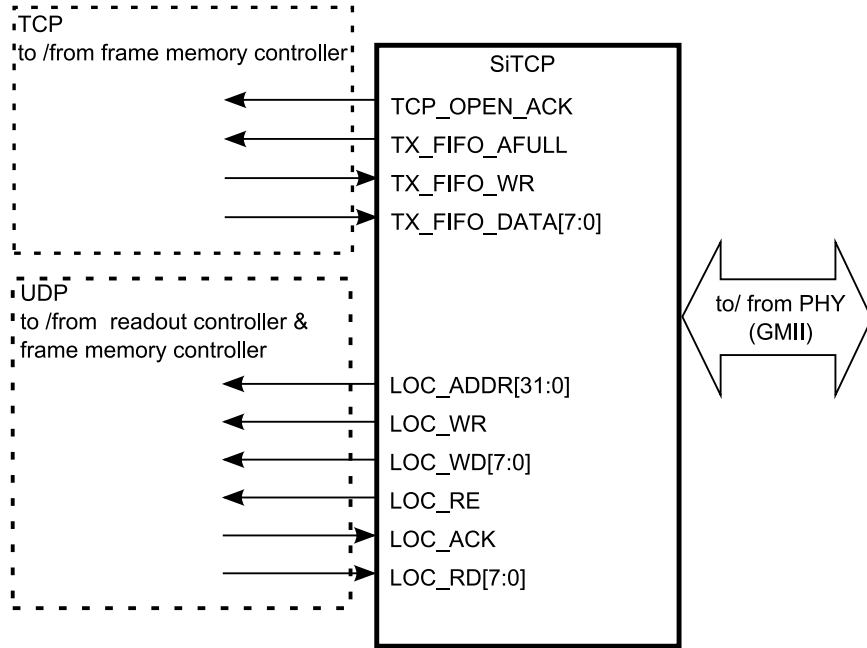 TCP
to /from frame memory controller
SiTCP
TCP_OPEN_ACK
TX_FIFO_AFULL
TX_FIFO_WR
TX_FIFO_DATA[7:0]
UDP
to /from readout controller &
frame memory controller
LOC_ADDR[31:0]
LOC_WR
LOC_WD[7:0]
LOC_RE
LOC_ACK
LOC_RD[7:0]
to/ from PHY
(GMII)